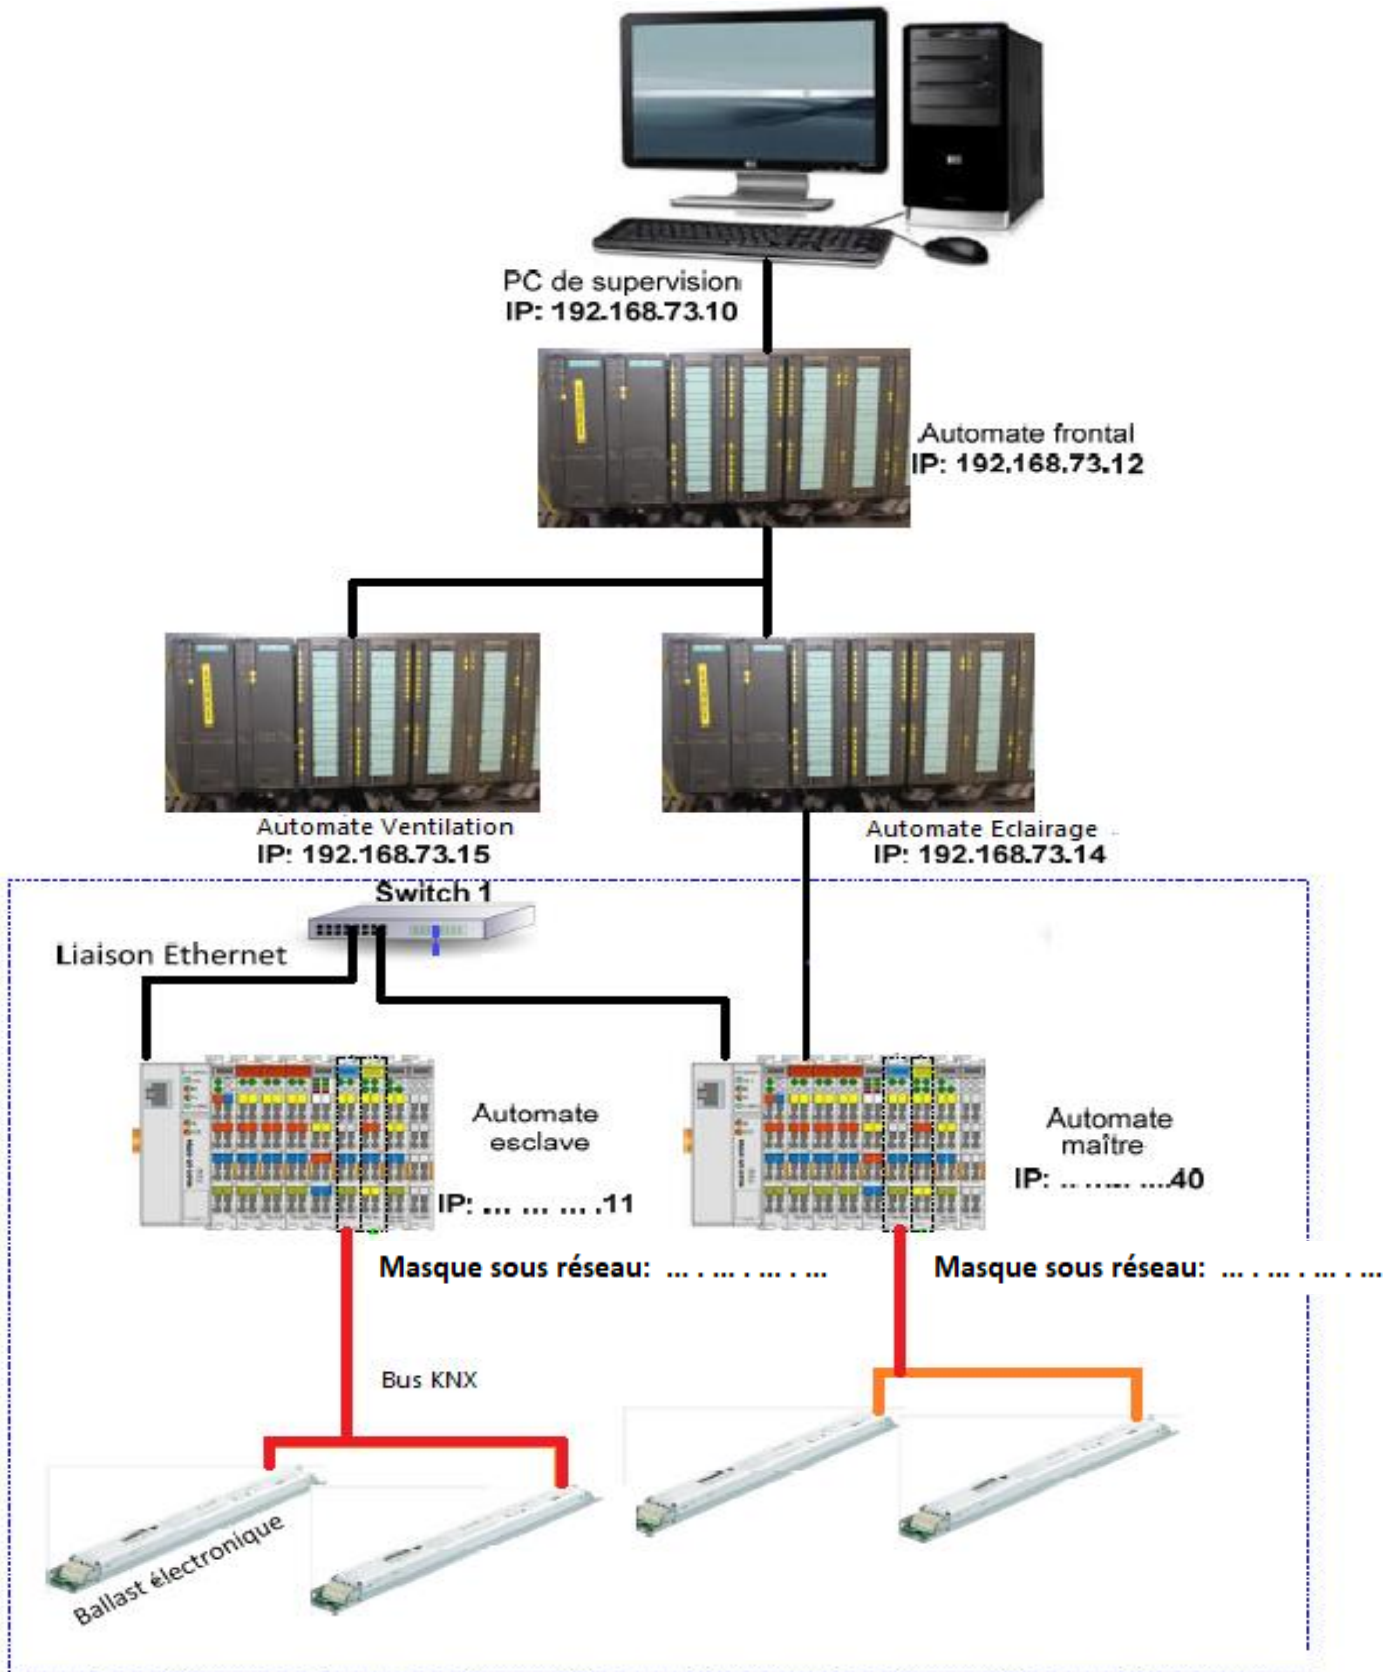 PC de supervision
IP: 192.168.73.10
Automate frontal
IP: 192.168.73.12
Automate Ventilation
IP: 192.168.73.15
Automate Eclairage
IP: 192.168.73.14
Switch 1
Liaison Ethernet
Automate
esclave
IP: ... ... ... .11
Automate
maître
IP: .. ..... ....40
Masque sous réseau: ... . ... . ... . ...
Masque sous réseau: ... . ... . ... . ...
Bus KNX
Ballast électronique